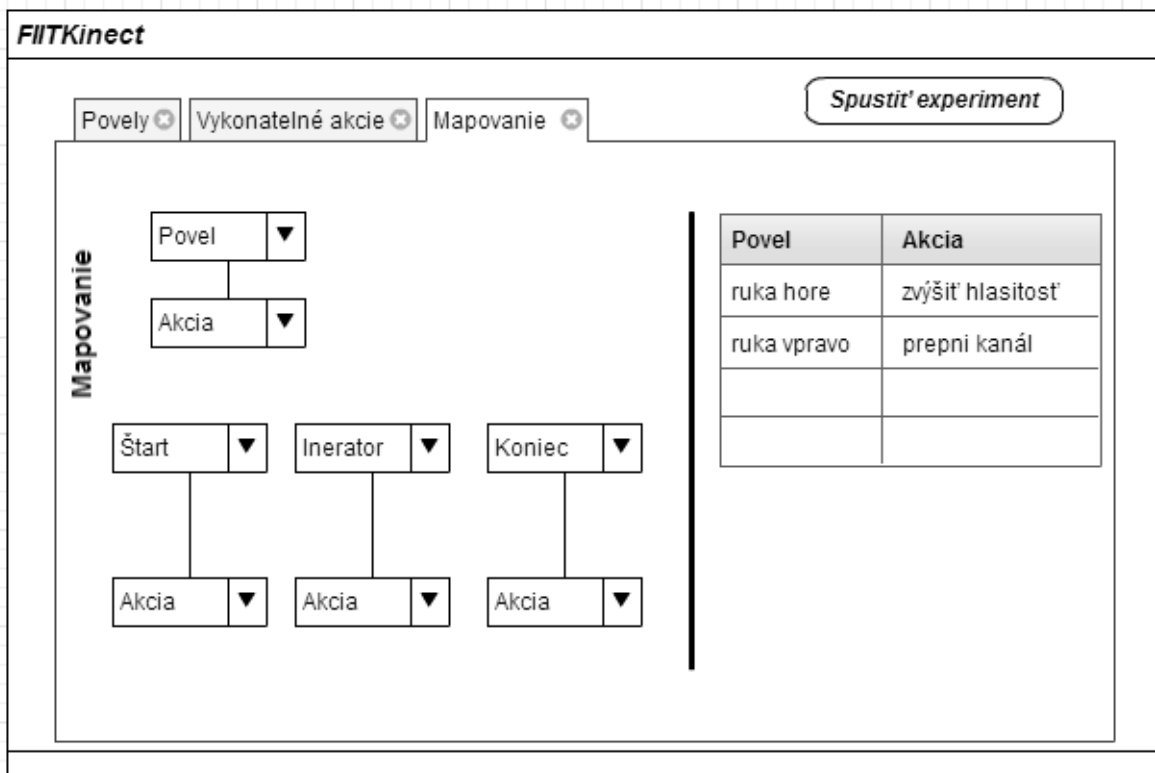 FIITKinect
Spustiť experiment
Povely Vykonatelné akcie Mapovanie
Mapovanie
Povel
Akcia
Štart Inerator Koniec
Akcia Akcia Akcia
Povel Akcia
ruka hore zvýšiť hlasitosť
ruka vpravo prepni kanál